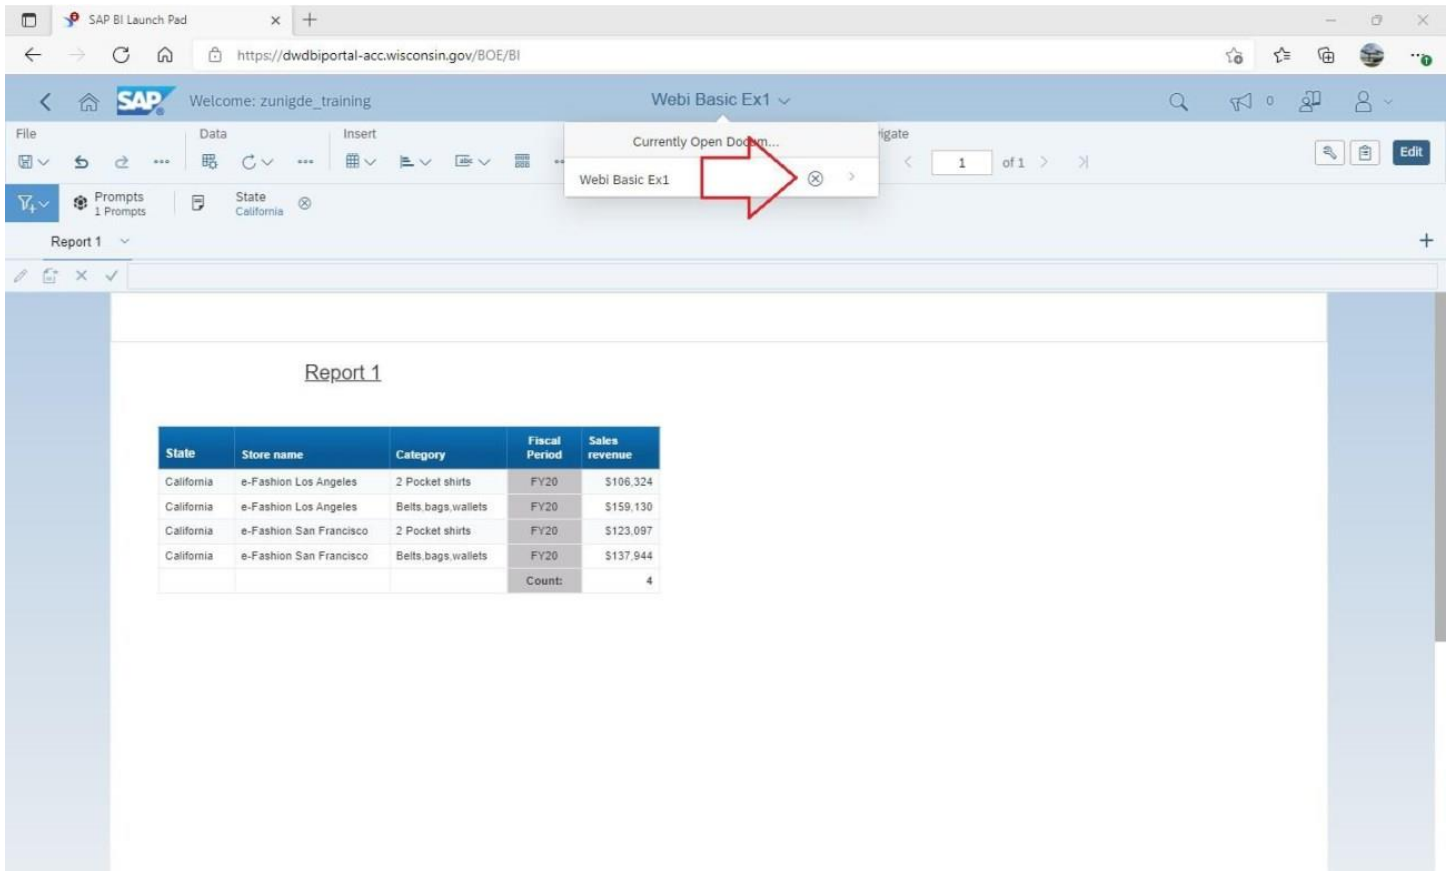 SAP BI Launch Pad
https://dwdbiportal-acc.wisconsin.gov/BOE/BI
SAP Welcome: zunigde_training Webi Basic Ex1 0
File Data Insert igate
Currently Open Docum...
1 of 1 Edit
Webi Basic Ex1
Prompts State
1 Prompts California
Report 1
Report 1
State Store name Category Fiscal Period Sales revenue
California e-Fashion Los Angeles 2 Pocket shirts FY20 $106,324
California e-Fashion Los Angeles Belts,bags,wallets FY20 $159,130
California e-Fashion San Francisco 2 Pocket shirts FY20 $123,097
California e-Fashion San Francisco Belts,bags,wallets FY20 $137,944
Count: 4